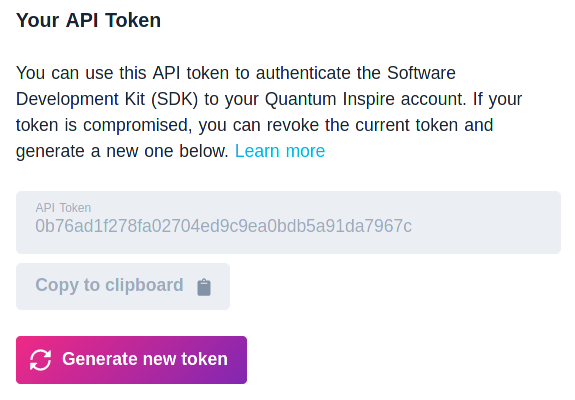 Your API Token
You can use this API token to authenticate the Software
Development Kit (SDK) to your Quantum Inspire account. If your
token is compromised, you can revoke the current token and
generate a new one below. Learn more
API Token
0b76ad1f278fa02704ed9c9ea0bdb5a91da7967c
Copy to clipboard
Generate new token